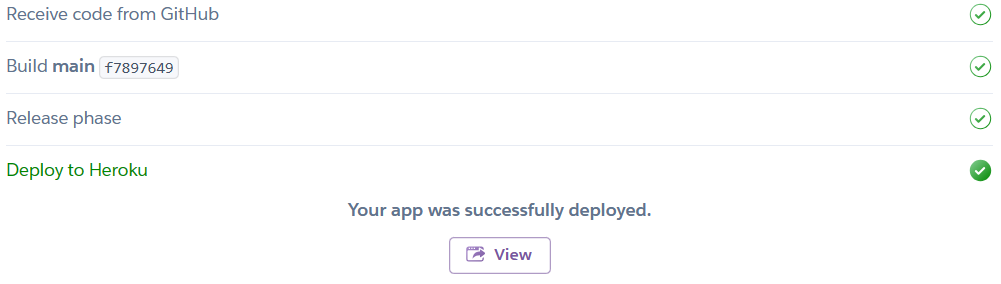 Receive code from GitHub
Build main f7897649
Release phase
Deploy to Heroku
Your app was successfully deployed.
View